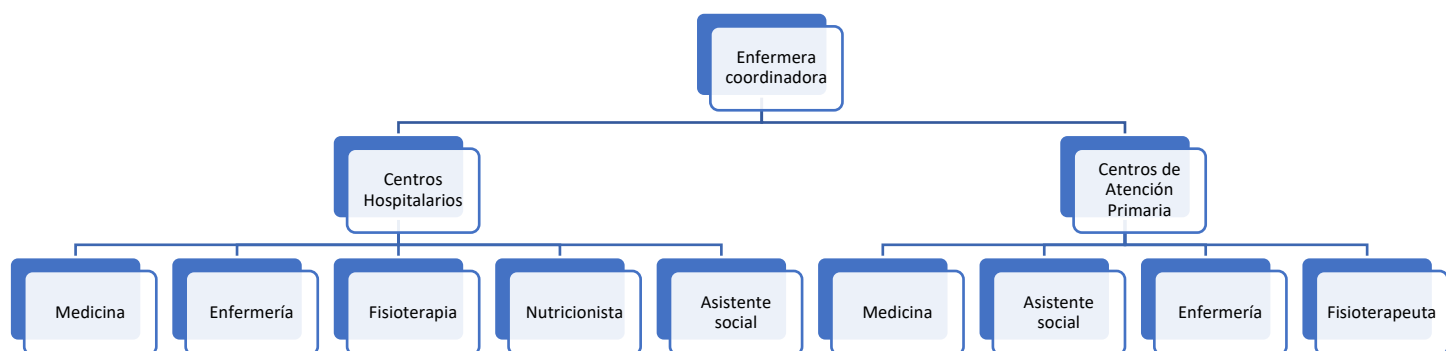 Enfermera
coordinadora
Centros
Hospitalarios
Centros de
Atención
Primaria
Medicina
Enfermería
Fisioterapia
Nutricionista
Asistente
social
Medicina
Asistente
social
Enfermería
Fisioterapeuta